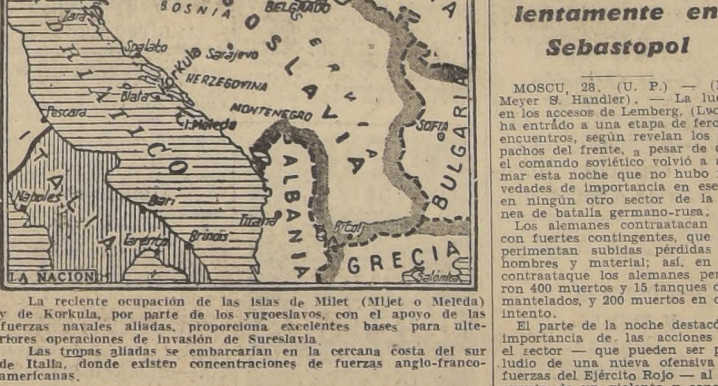 BOSNIA
BELGRADO
Zara
Spalato
Sarajevo
Korkula
HERZEGOVINA
Blata
MONTENEGRO
I. Meleda
Pescara
SOFIA
BULGARI
ITALIA
Nápoles
Bari
ALBANIA
Tirana
Tarento
Brindis
Bitolj
GRECIA
Salónica
LA NACION
La reciente ocupación de las islas de Milet (Mljet o Meleda)
y de Korkula, por parte de los yugoeslavos, con el apoyo de las
fuerzas navales aliadas, proporciona excelentes bases para ulte-
riores operaciones de invasión de Sureslavia.
Las tropas aliadas se embarcarían en la cercana costa del sur
de Italia, donde existen concentraciones de fuerzas anglo-franco-
americanas.
lentamente en
Sebastopol
MOSCU, 28. (U. P.) — (
Meyer S. Handler). — La lu
en los accesos de Lemberg, (Lw
ha entrado a una etapa de feroc
encuentros, según revelan los
pachos del frente, a pesar de
el comando soviético volvió a
mar esta noche que no hubo
vedades de importancia en ese
en ningún otro sector de la
nea de batalla germano-rusa.
Los alemanes contraatacan
con fuertes contingentes, que
perimentan subidas pérdidas
hombres y material; así, en
contraataque los alemanes per
ron 400 muertos y 15 tanques
mantelados, y 200 muertos en
intento.
El parte de la noche destacó
importancia de las acciones
el sector — que pueden ser p
ludio de una nueva ofensiva
fuerzas del Ejército Rojo — al